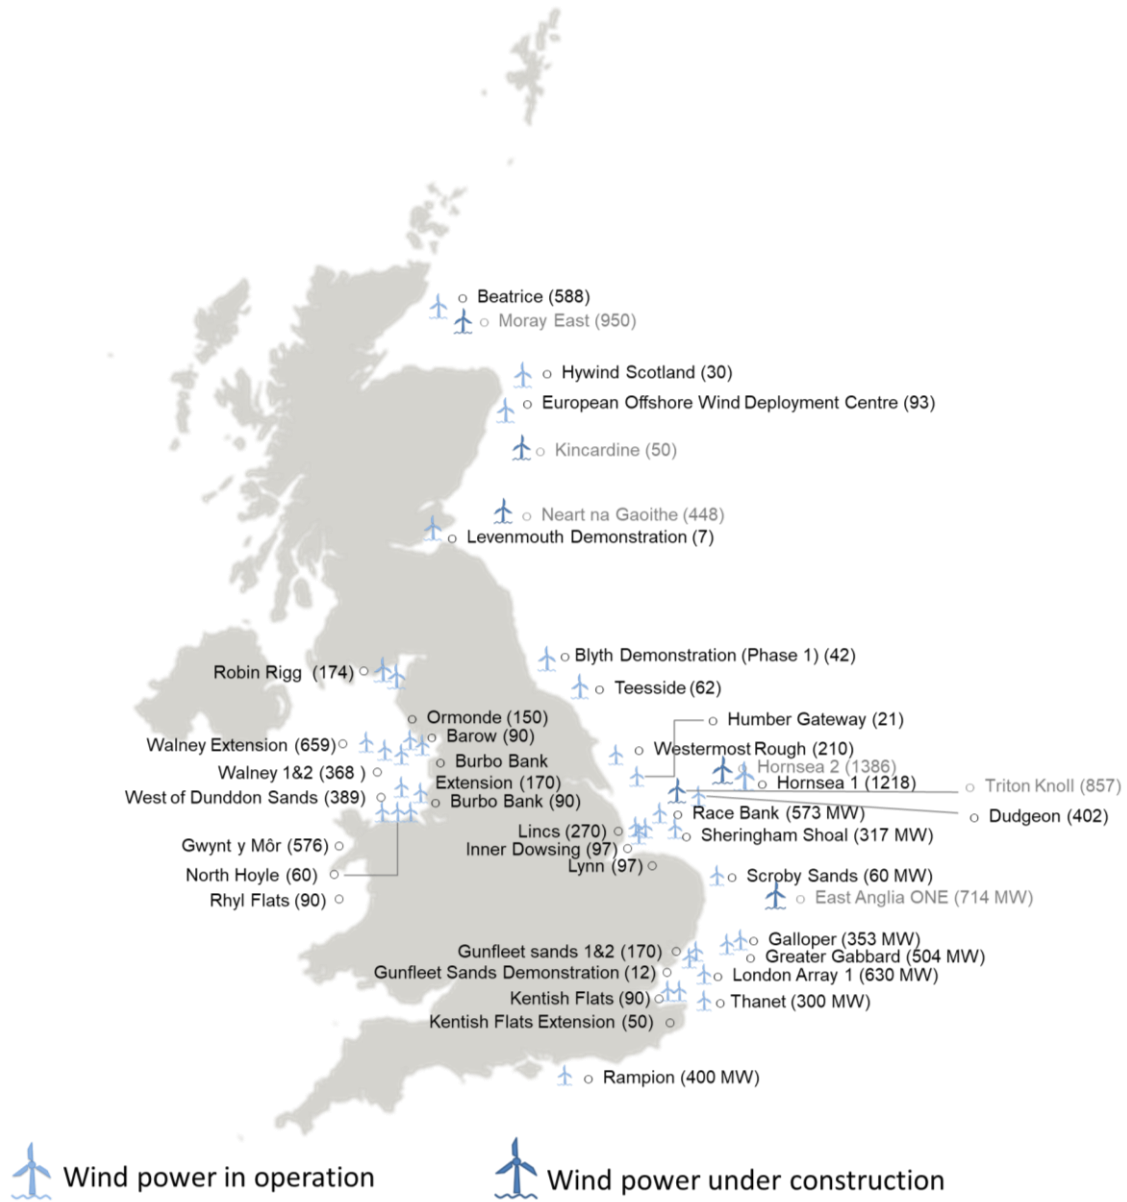 Beatrice (588)
Moray East (950)
Hywind Scotland (30)
European Offshore Wind Deployment Centre (93)
Kincardine (50)
Neart na Gaoithe (448)
Levenmouth Demonstration (7)
Blyth Demonstration (Phase 1) (42)
Robin Rigg (174)
Teesside (62)
Ormonde (150)
Humber Gateway (21)
Barow (90)
Walney Extension (659)
Westermost Rough (210)
Burbo Bank
Extension (170)
Hornsea 2 (1386)
Walney 1&2 (368 )
Hornsea 1 (1218)
Triton Knoll (857)
West of Dunddon Sands (389)
Burbo Bank (90)
Race Bank (573 MW)
Dudgeon (402)
Lincs (270)
Sheringham Shoal (317 MW)
Gwynt y Môr (576)
Inner Dowsing (97)
Lynn (97)
North Hoyle (60)
Scroby Sands (60 MW)
Rhyl Flats (90)
East Anglia ONE (714 MW)
Galloper (353 MW)
Gunfleet sands 1&2 (170)
Greater Gabbard (504 MW)
Gunfleet Sands Demonstration (12)
London Array 1 (630 MW)
Kentish Flats (90)
Thanet (300 MW)
Kentish Flats Extension (50)
Rampion (400 MW)
Wind power in operation
Wind power under construction